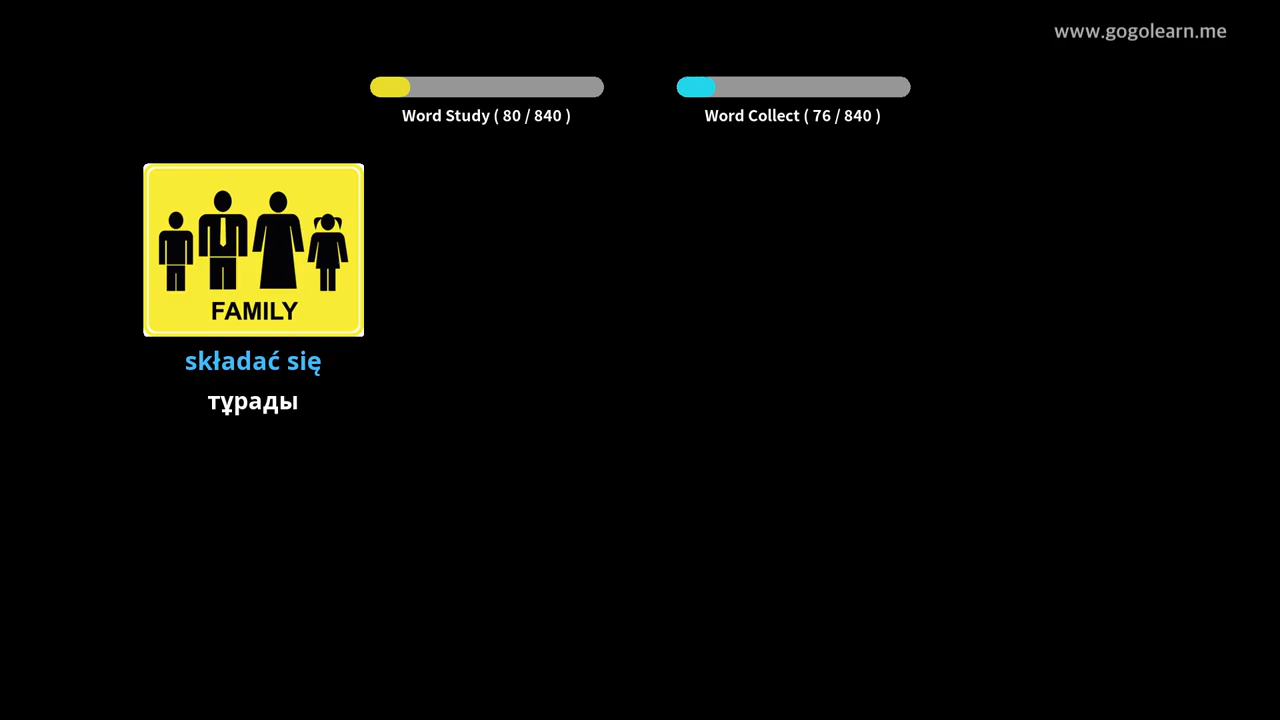 www.gogolearn.me
Word Study ( 80 / 840 )
Word Collect ( 76 / 840 )
FAMILY
składać się
тұрады